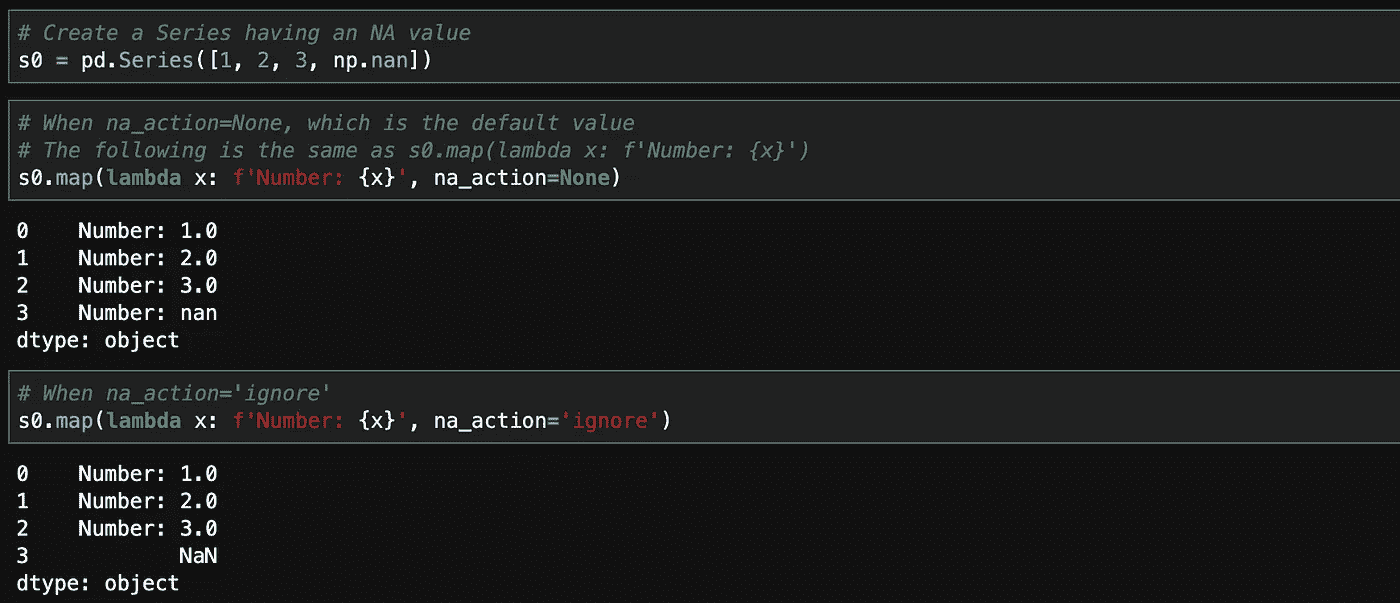 # Create a Series having an NA value
s0 = pd.Series([1, 2, 3, np.nan])
# When na_action=None, which is the default value
# The following is the same as s0.map(lambda x: f'Number: {x}')
s0.map(lambda x: f'Number: {x}', na_action=None)
0    Number: 1.0
1    Number: 2.0
2    Number: 3.0
3    Number: nan
dtype: object
# When na_action='ignore'
s0.map(lambda x: f'Number: {x}', na_action='ignore')
0    Number: 1.0
1    Number: 2.0
2    Number: 3.0
3            NaN
dtype: object